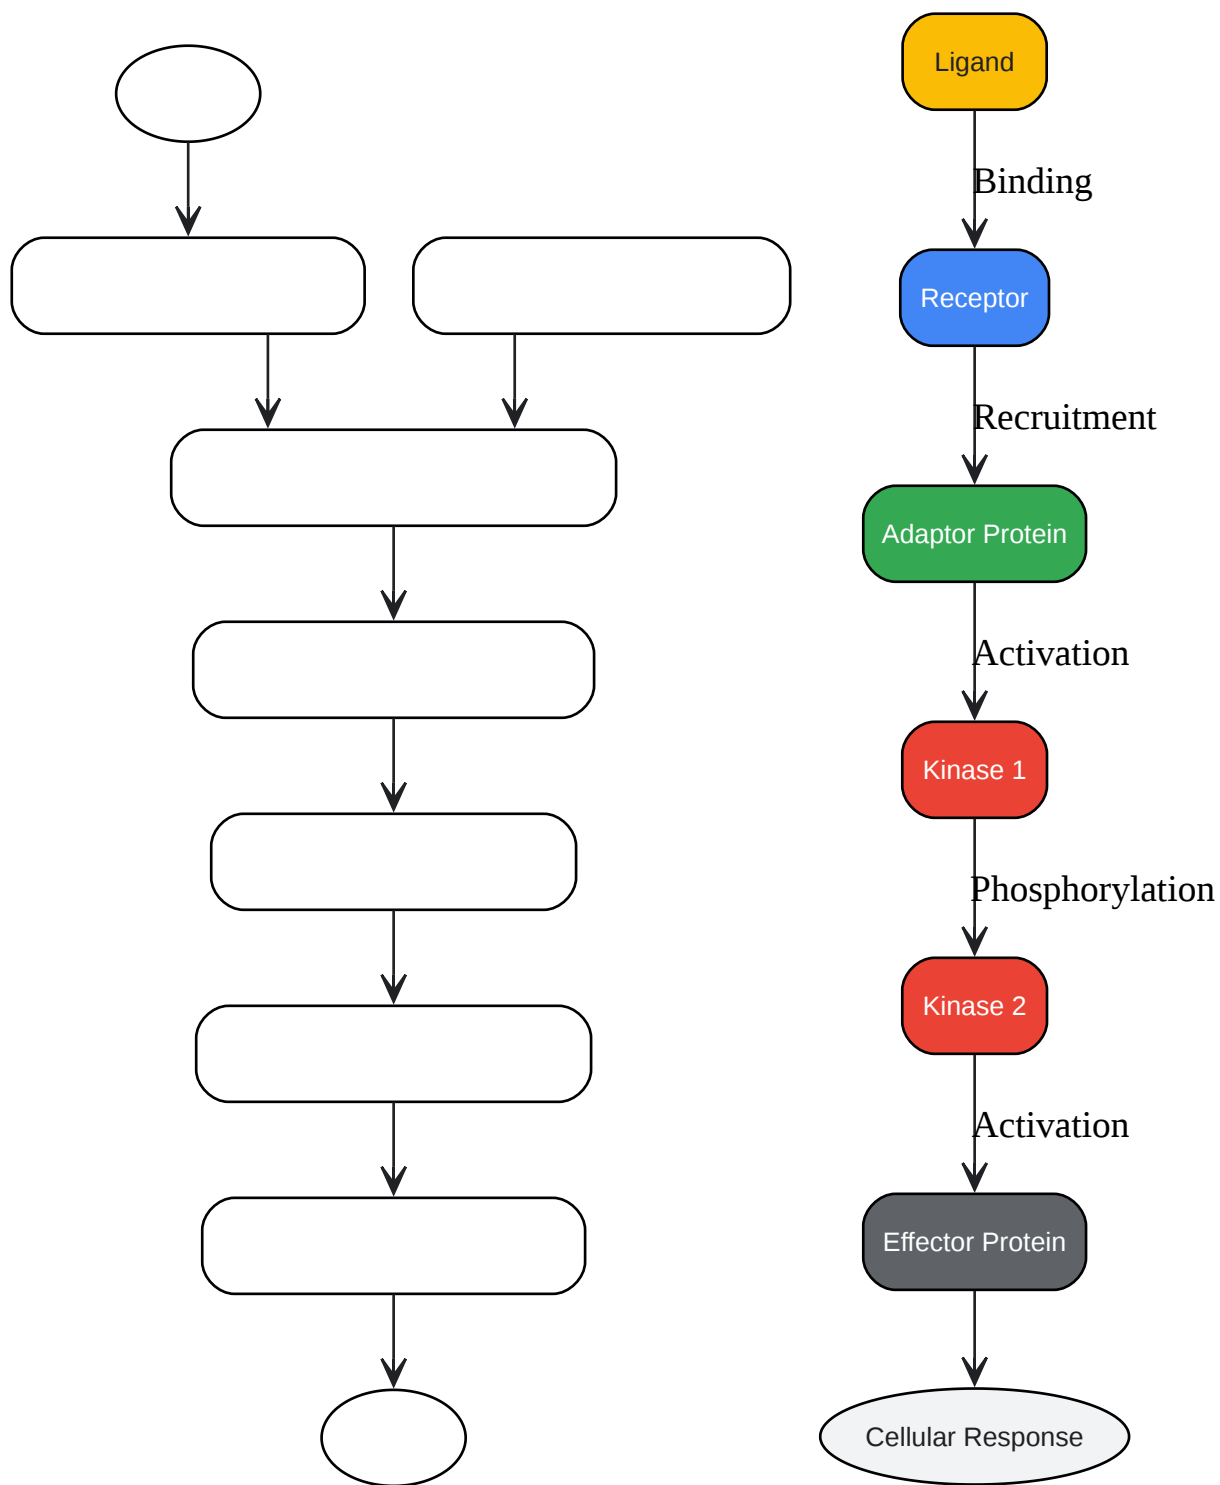 Ligand
Binding
Receptor
Recruitment
Adaptor Protein
Activation
Kinase 1
Phosphorylation
Kinase 2
Activation
Effector Protein
Cellular Response